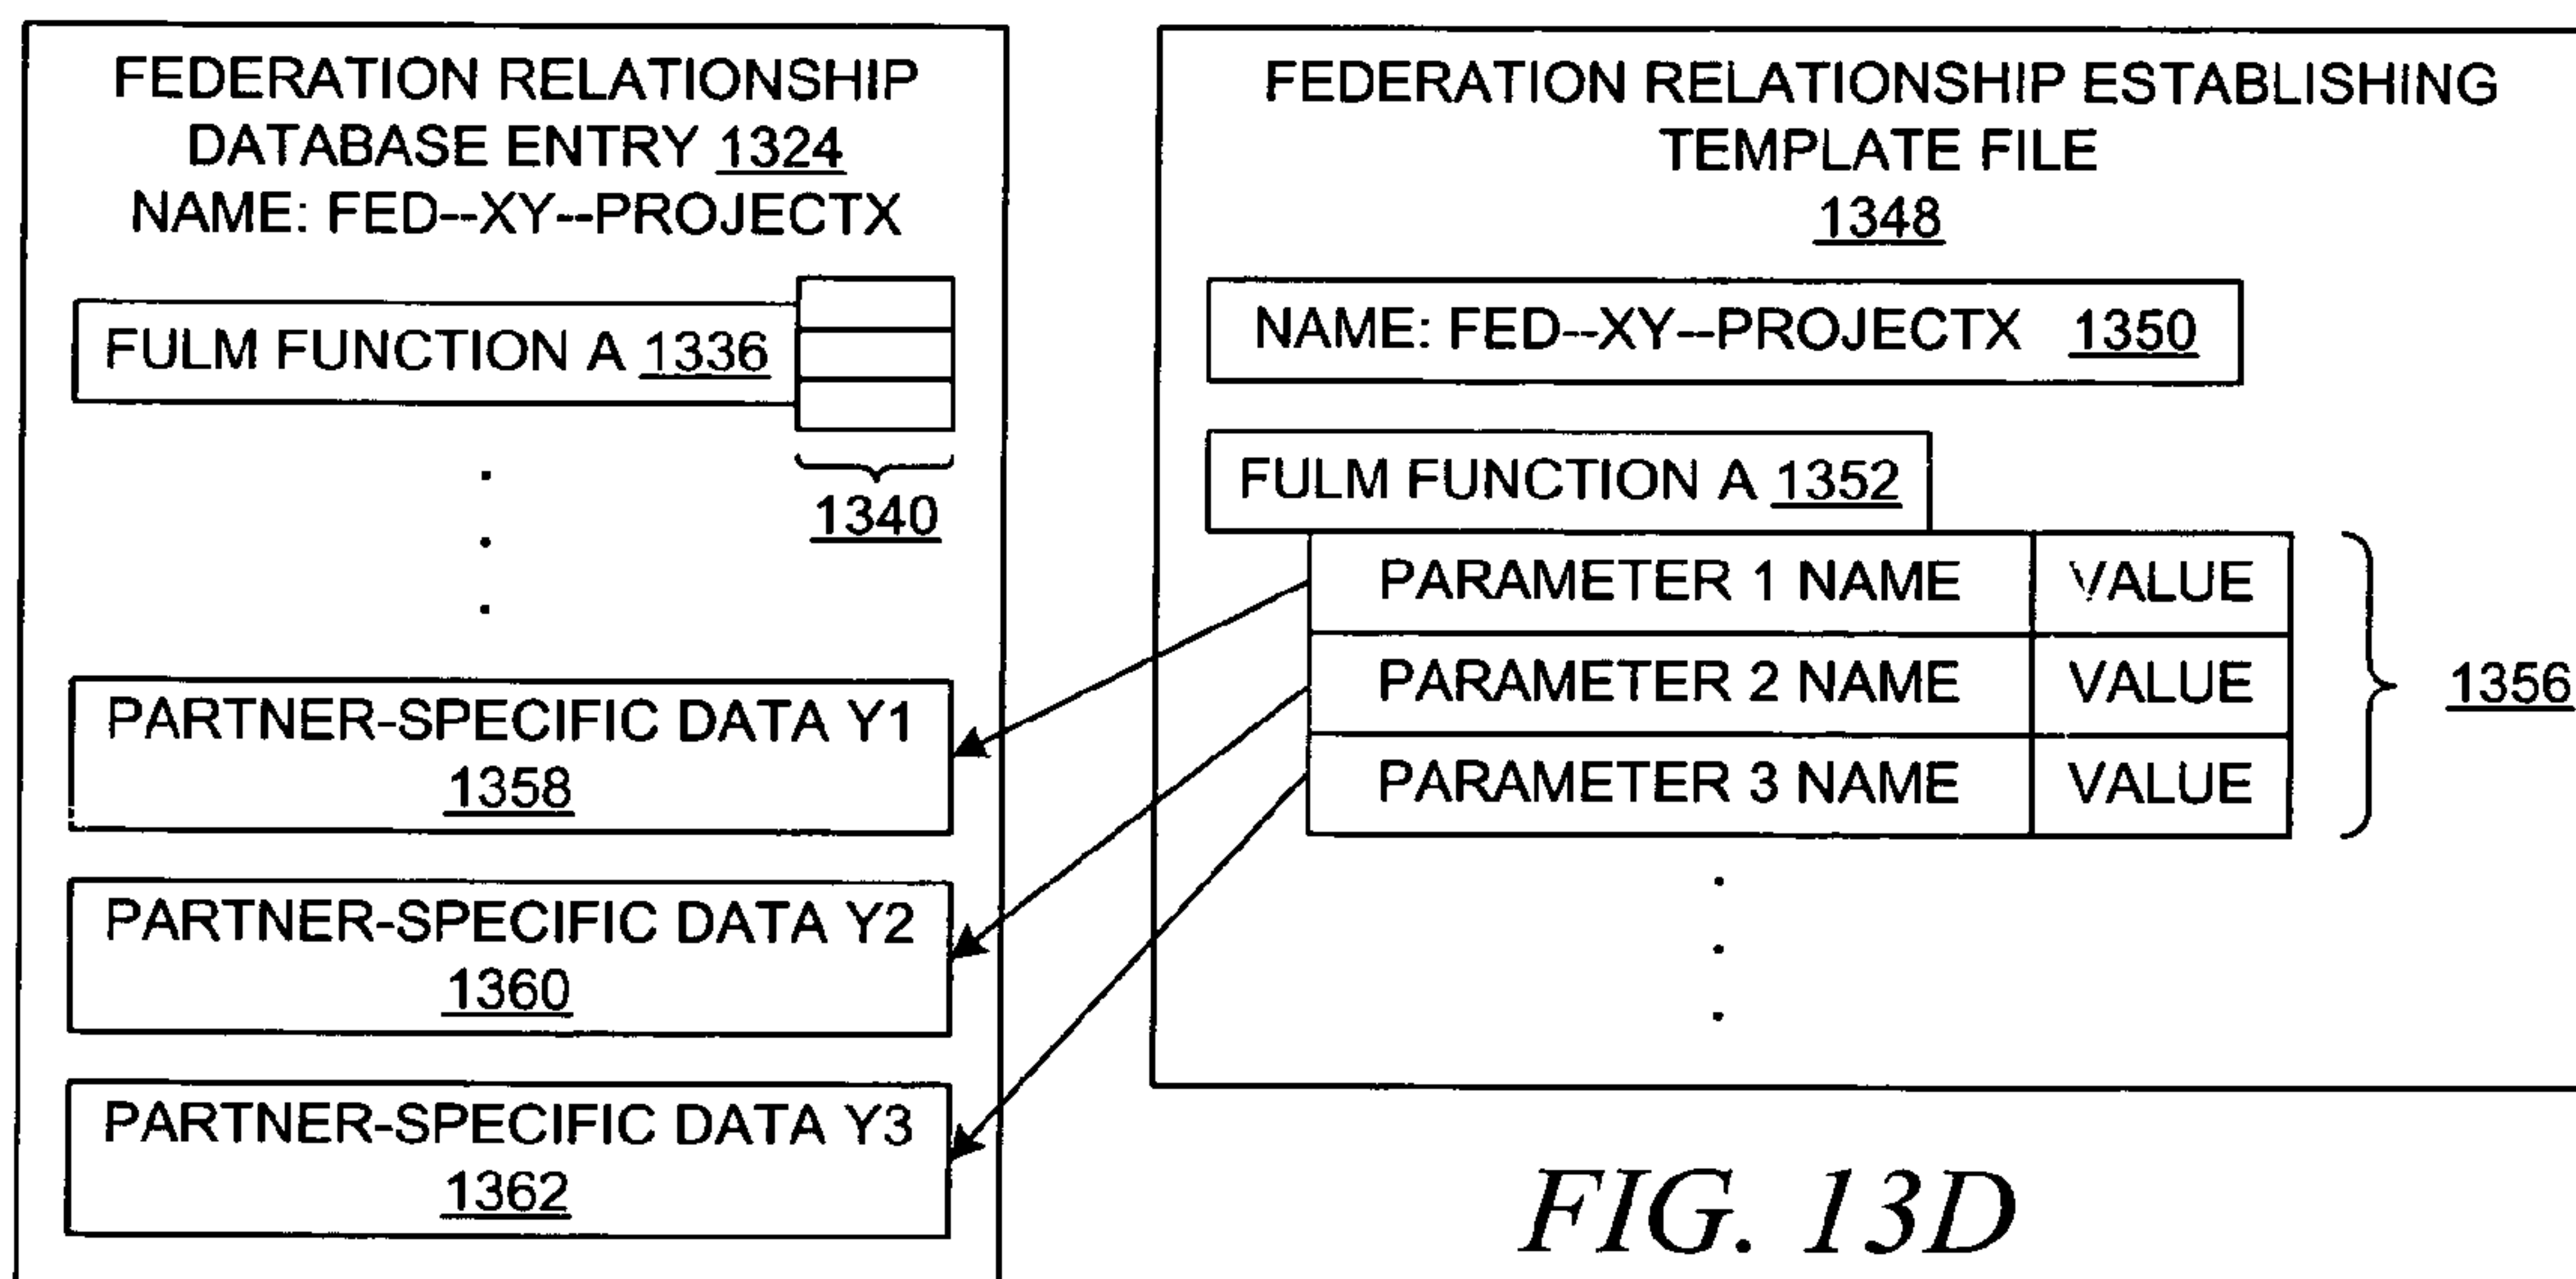 FEDERATION RELATIONSHIP
DATABASE ENTRY 1324
NAME: FED--XY--PROJECTX
FULM FUNCTION A 1336
1340
PARTNER-SPECIFIC DATA Y1
1358
PARTNER-SPECIFIC DATA Y2
1360
PARTNER-SPECIFIC DATA Y3
1362
FEDERATION RELATIONSHIP ESTABLISHING
TEMPLATE FILE
1348
NAME: FED--XY--PROJECTX 1350
FULM FUNCTION A 1352
PARAMETER 1 NAME VALUE
PARAMETER 2 NAME VALUE
PARAMETER 3 NAME VALUE
1356
FIG. 13D